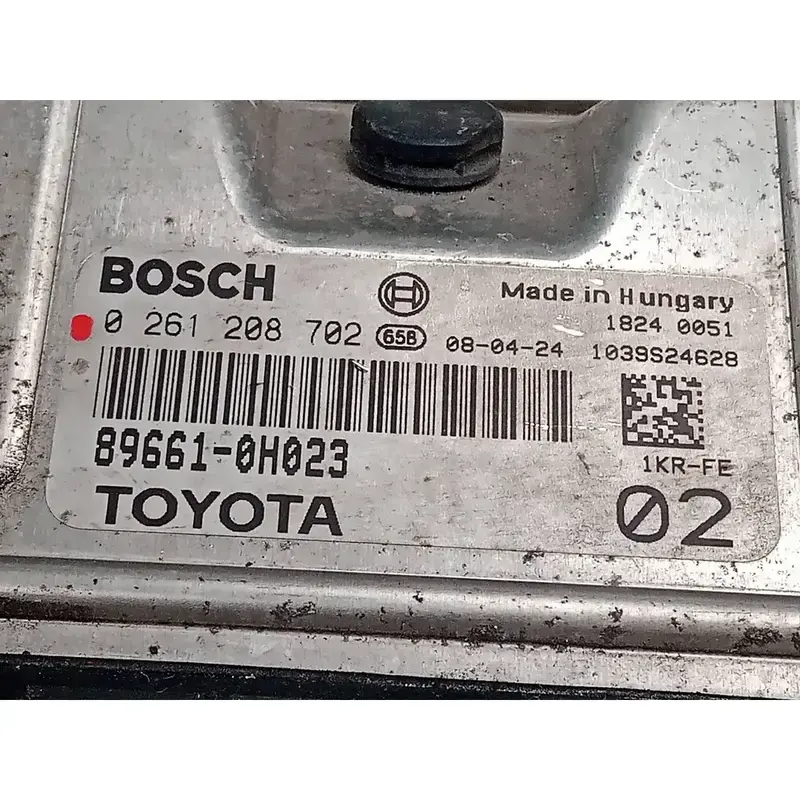 BOSCH
Made in Hungary
0 261 208 702 658 08-04-24
1824 0051
1039S24628
89661-0H023
1KR-FE
TOYOTA
02